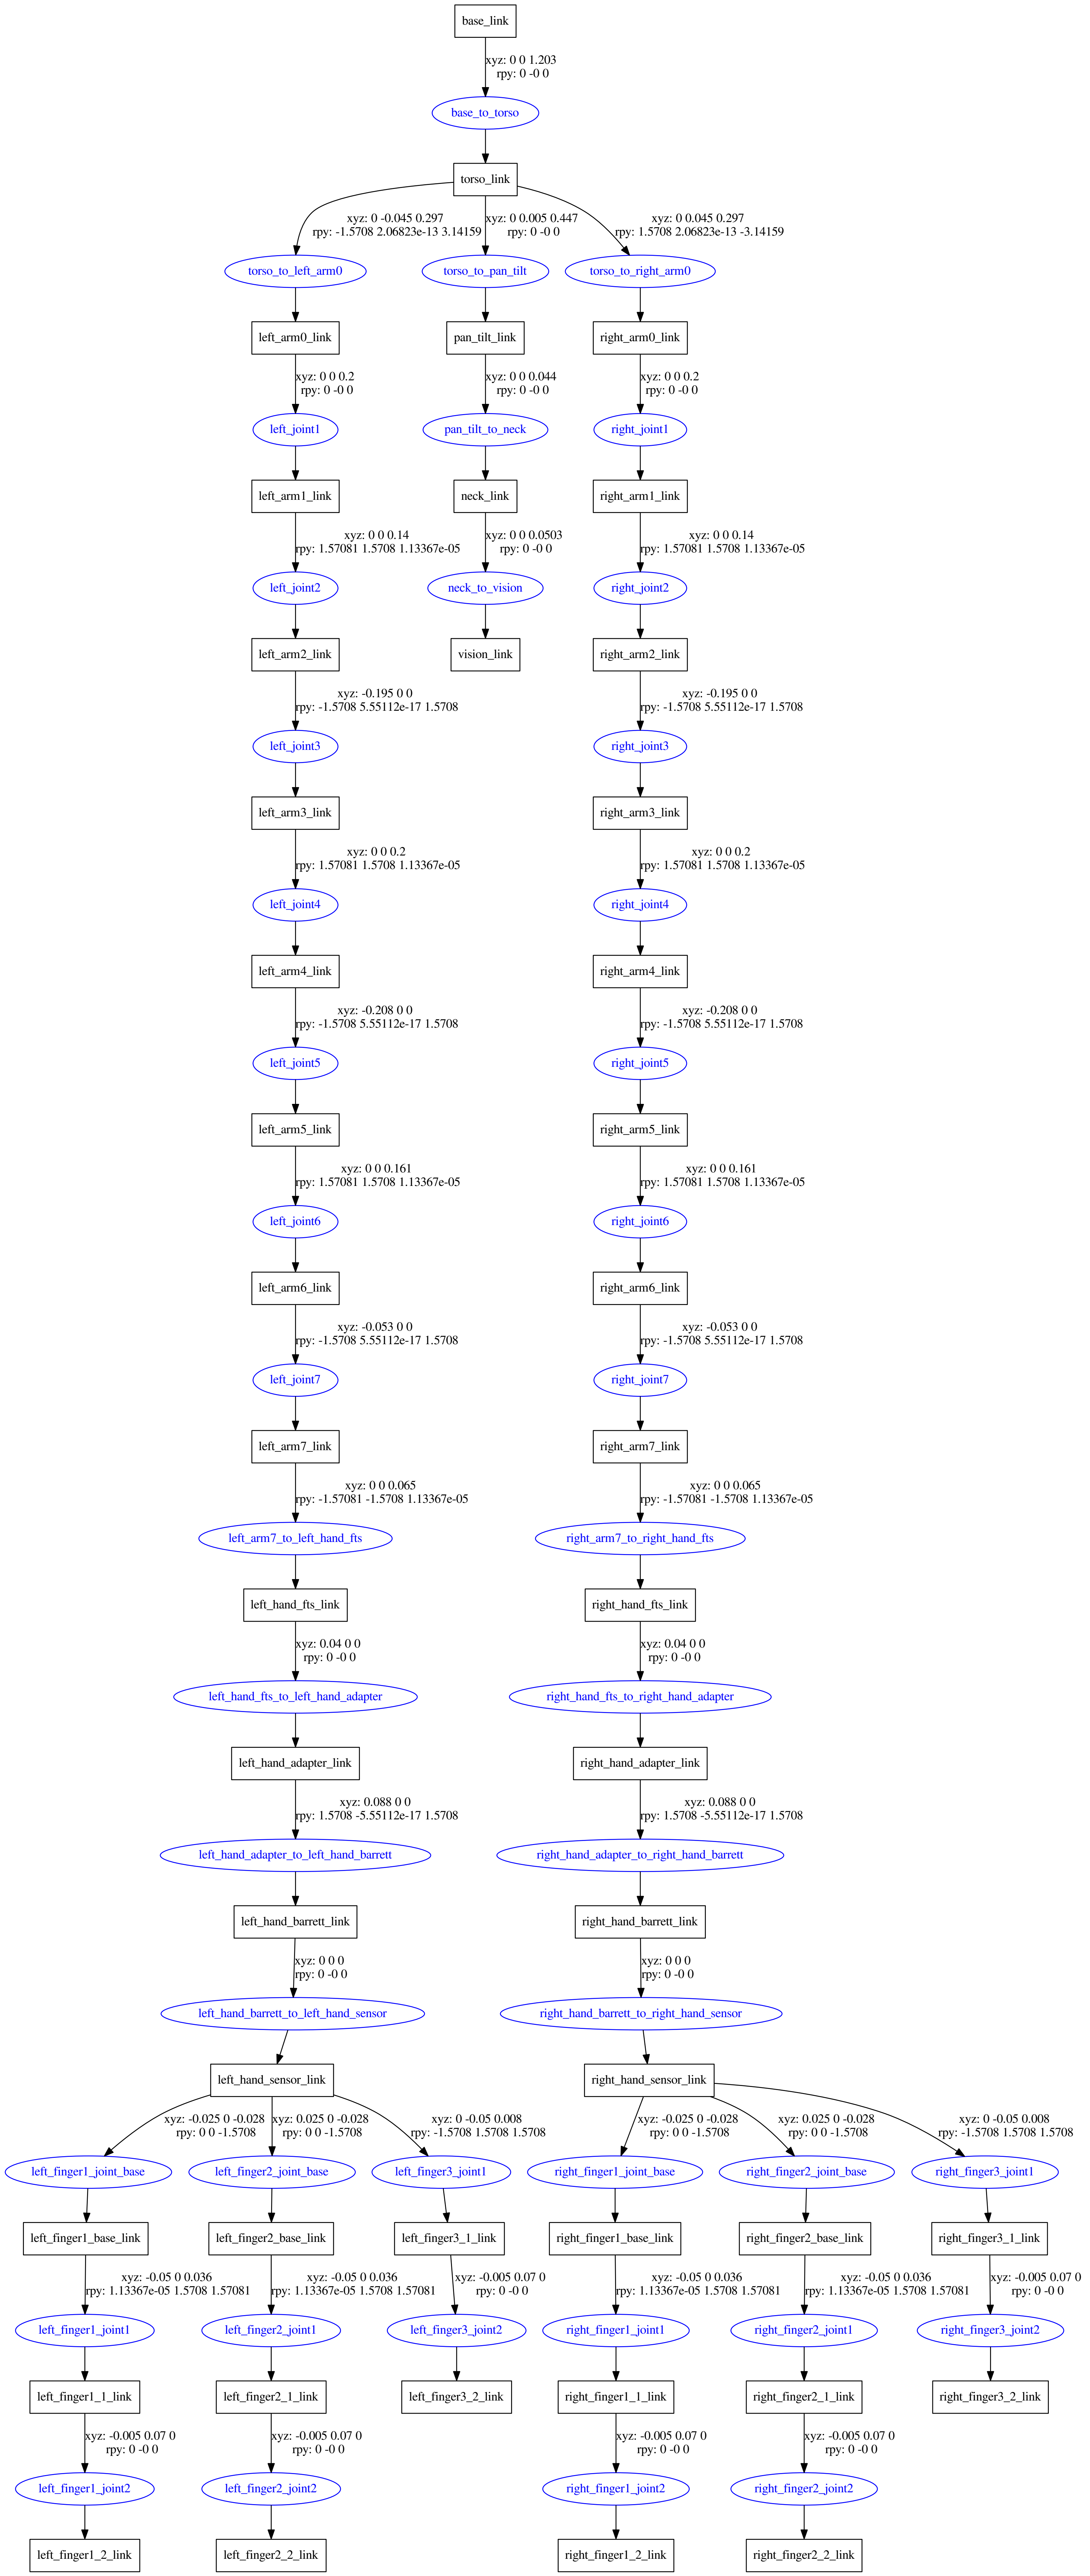 base_link
xyz: 0 0 1.203
rpy: 0 -0 0
base_to_torso
torso_link
xyz: 0 -0.045 0.297
rpy: -1.5708 2.06823e-13 3.14159
xyz: 0 0.005 0.447
rpy: 0 -0 0
xyz: 0 0.045 0.297
rpy: 1.5708 2.06823e-13 -3.14159
torso_to_left_arm0
torso_to_pan_tilt
torso_to_right_arm0
left_arm0_link
pan_tilt_link
right_arm0_link
xyz: 0 0 0.2
rpy: 0 -0 0
xyz: 0 0 0.044
rpy: 0 -0 0
xyz: 0 0 0.2
rpy: 0 -0 0
left_joint1
pan_tilt_to_neck
right_joint1
left_arm1_link
neck_link
right_arm1_link
xyz: 0 0 0.14
rpy: 1.57081 1.5708 1.13367e-05
xyz: 0 0 0.0503
rpy: 0 -0 0
xyz: 0 0 0.14
rpy: 1.57081 1.5708 1.13367e-05
left_joint2
neck_to_vision
right_joint2
left_arm2_link
vision_link
right_arm2_link
xyz: -0.195 0 0
rpy: -1.5708 5.55112e-17 1.5708
xyz: -0.195 0 0
rpy: -1.5708 5.55112e-17 1.5708
left_joint3
right_joint3
left_arm3_link
right_arm3_link
xyz: 0 0 0.2
rpy: 1.57081 1.5708 1.13367e-05
xyz: 0 0 0.2
rpy: 1.57081 1.5708 1.13367e-05
left_joint4
right_joint4
left_arm4_link
right_arm4_link
xyz: -0.208 0 0
rpy: -1.5708 5.55112e-17 1.5708
xyz: -0.208 0 0
rpy: -1.5708 5.55112e-17 1.5708
left_joint5
right_joint5
left_arm5_link
right_arm5_link
xyz: 0 0 0.161
rpy: 1.57081 1.5708 1.13367e-05
xyz: 0 0 0.161
rpy: 1.57081 1.5708 1.13367e-05
left_joint6
right_joint6
left_arm6_link
right_arm6_link
xyz: -0.053 0 0
rpy: -1.5708 5.55112e-17 1.5708
xyz: -0.053 0 0
rpy: -1.5708 5.55112e-17 1.5708
left_joint7
right_joint7
left_arm7_link
right_arm7_link
xyz: 0 0 0.065
rpy: -1.57081 -1.5708 1.13367e-05
xyz: 0 0 0.065
rpy: -1.57081 -1.5708 1.13367e-05
left_arm7_to_left_hand_fts
right_arm7_to_right_hand_fts
left_hand_fts_link
right_hand_fts_link
xyz: 0.04 0 0
rpy: 0 -0 0
xyz: 0.04 0 0
rpy: 0 -0 0
left_hand_fts_to_left_hand_adapter
right_hand_fts_to_right_hand_adapter
left_hand_adapter_link
right_hand_adapter_link
xyz: 0.088 0 0
rpy: 1.5708 -5.55112e-17 1.5708
xyz: 0.088 0 0
rpy: 1.5708 -5.55112e-17 1.5708
left_hand_adapter_to_left_hand_barrett
right_hand_adapter_to_right_hand_barrett
left_hand_barrett_link
right_hand_barrett_link
xyz: 0 0 0
rpy: 0 -0 0
xyz: 0 0 0
rpy: 0 -0 0
left_hand_barrett_to_left_hand_sensor
right_hand_barrett_to_right_hand_sensor
left_hand_sensor_link
right_hand_sensor_link
xyz: -0.025 0 -0.028
rpy: 0 0 -1.5708
xyz: 0.025 0 -0.028
rpy: 0 0 -1.5708
xyz: 0 -0.05 0.008
rpy: -1.5708 1.5708 1.5708
xyz: -0.025 0 -0.028
rpy: 0 0 -1.5708
xyz: 0.025 0 -0.028
rpy: 0 0 -1.5708
xyz: 0 -0.05 0.008
rpy: -1.5708 1.5708 1.5708
left_finger1_joint_base
left_finger2_joint_base
left_finger3_joint1
right_finger1_joint_base
right_finger2_joint_base
right_finger3_joint1
left_finger1_base_link
left_finger2_base_link
left_finger3_1_link
right_finger1_base_link
right_finger2_base_link
right_finger3_1_link
xyz: -0.05 0 0.036
rpy: 1.13367e-05 1.5708 1.57081
xyz: -0.05 0 0.036
rpy: 1.13367e-05 1.5708 1.57081
xyz: -0.005 0.07 0
rpy: 0 -0 0
xyz: -0.05 0 0.036
rpy: 1.13367e-05 1.5708 1.57081
xyz: -0.05 0 0.036
rpy: 1.13367e-05 1.5708 1.57081
xyz: -0.005 0.07 0
rpy: 0 -0 0
left_finger1_joint1
left_finger2_joint1
left_finger3_joint2
right_finger1_joint1
right_finger2_joint1
right_finger3_joint2
left_finger1_1_link
left_finger2_1_link
left_finger3_2_link
right_finger1_1_link
right_finger2_1_link
right_finger3_2_link
xyz: -0.005 0.07 0
rpy: 0 -0 0
xyz: -0.005 0.07 0
rpy: 0 -0 0
xyz: -0.005 0.07 0
rpy: 0 -0 0
xyz: -0.005 0.07 0
rpy: 0 -0 0
left_finger1_joint2
left_finger2_joint2
right_finger1_joint2
right_finger2_joint2
left_finger1_2_link
left_finger2_2_link
right_finger1_2_link
right_finger2_2_link